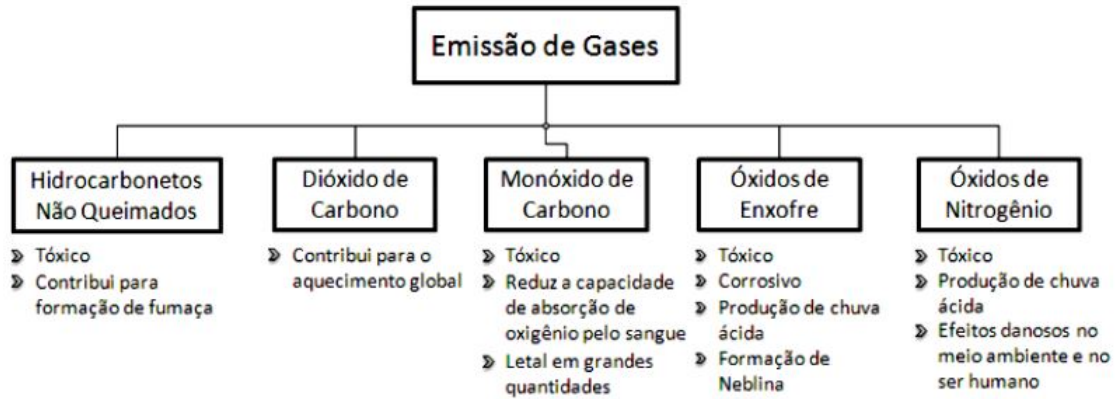 Emissão de Gases
Hidrocarbonetos
Não Queimados
Tóxico
Contribui para
formação de fumaça
Dióxido de
Carbono
Contribui para o
aquecimento global
Monóxido de
Carbono
Tóxico
Reduz a capacidade
de absorção de
oxigênio pelo sangue
Letal em grandes
quantidades
Óxidos de
Enxofre
Tóxico
Corrosivo
Produção de chuva
ácida
Formação de
Neblina
Óxidos de
Nitrogênio
Tóxico
Produção de chuva
ácida
Efeitos danosos no
meio ambiente e no
ser humano